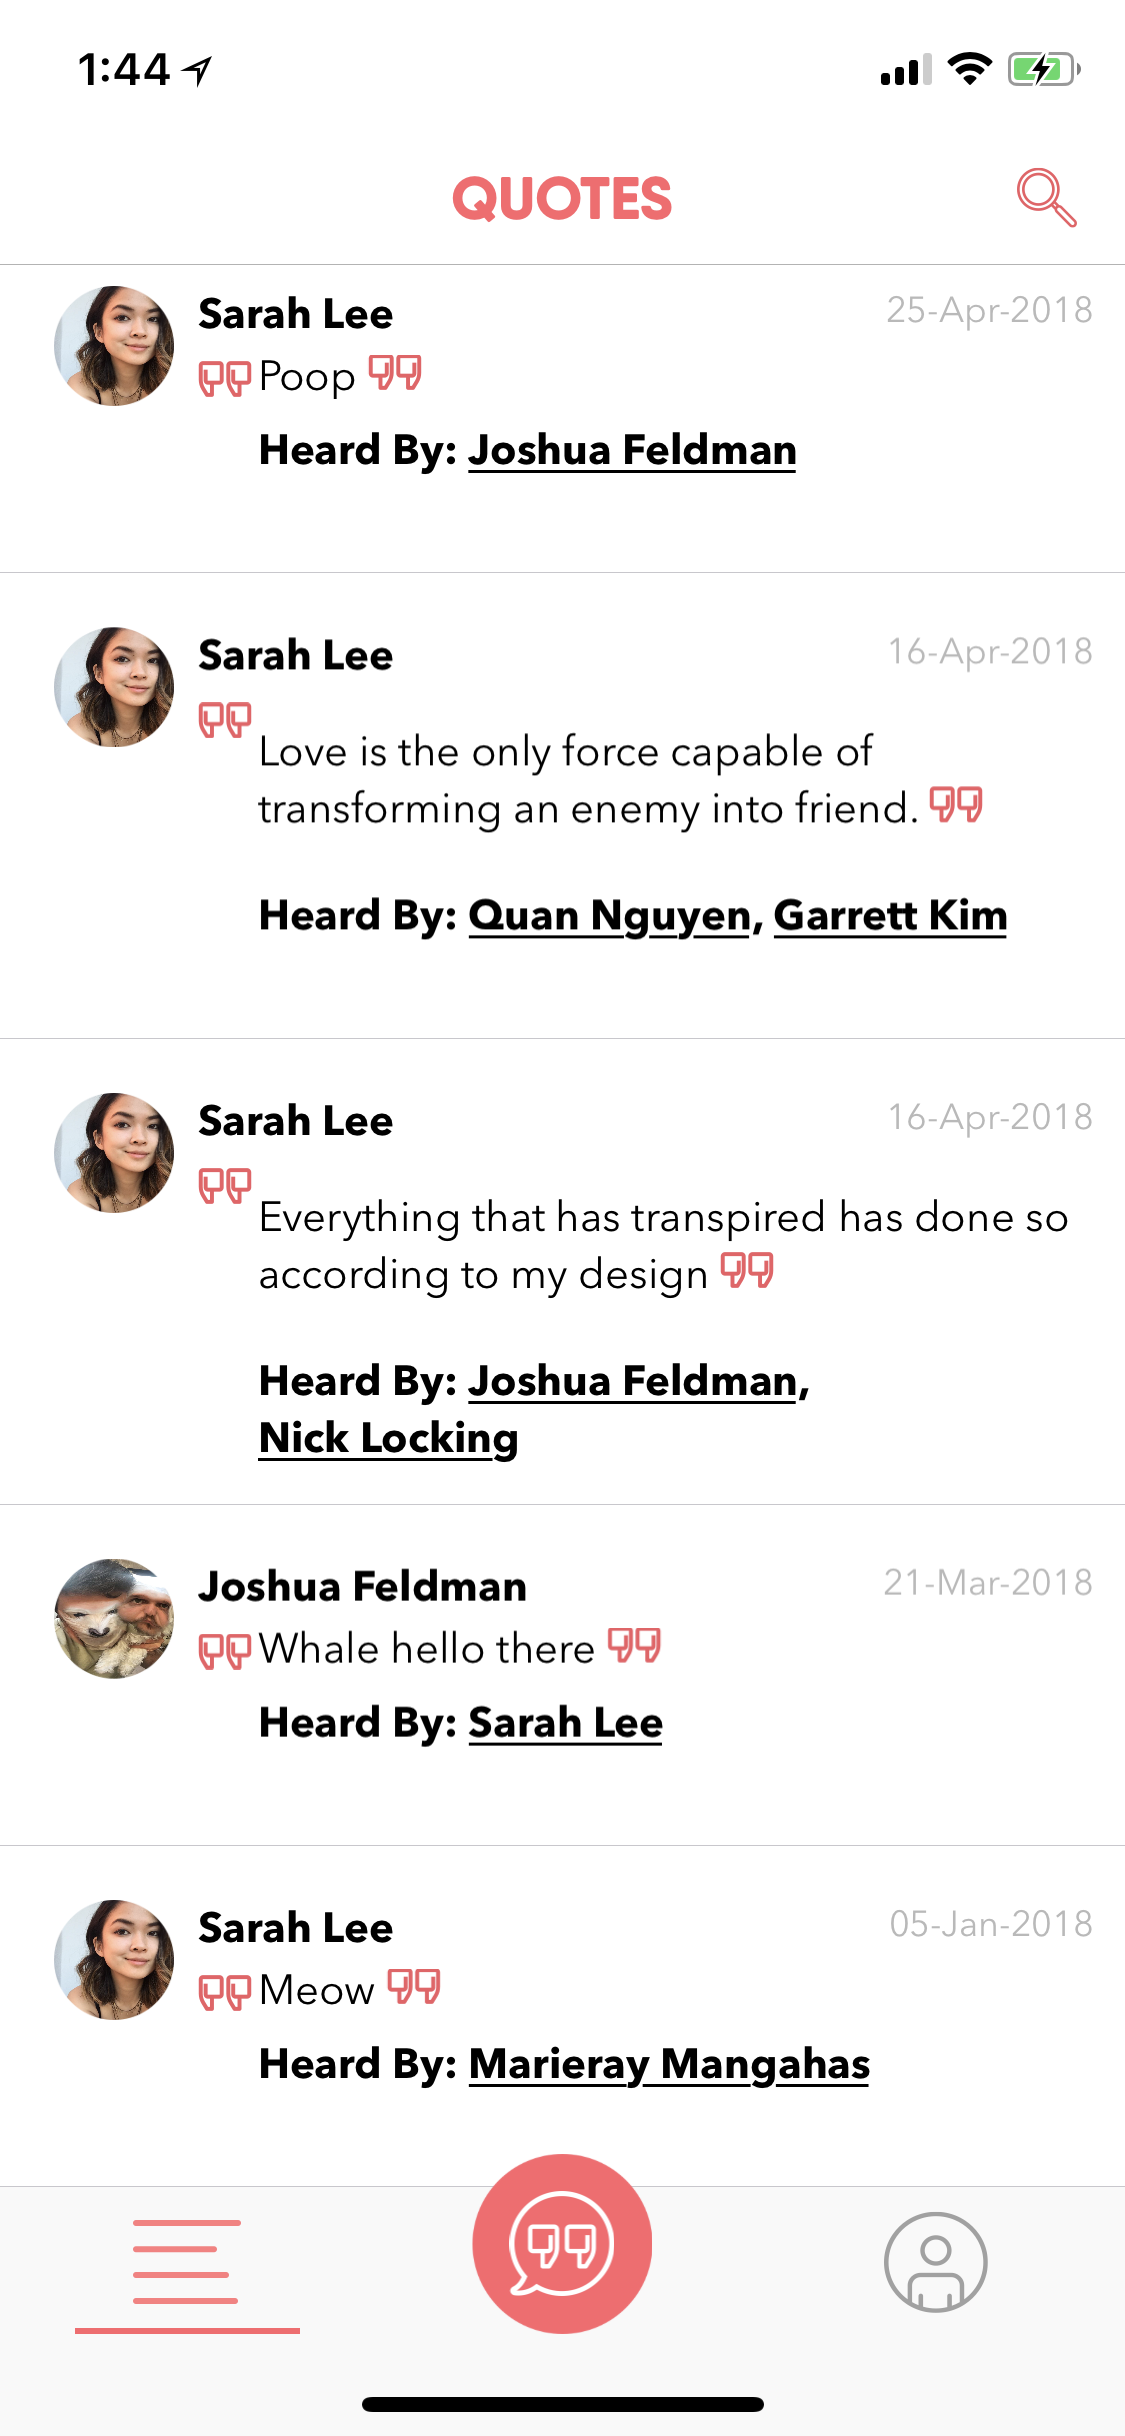 1:44
QUOTES
Sarah Lee
25-Apr-2018
Poop
Heard By: Joshua Feldman
Sarah Lee
16-Apr-2018
Love is the only force capable of
transforming an enemy into friend.
Heard By: Quan Nguyen, Garrett Kim
Sarah Lee
16-Apr-2018
Everything that has transpired has done so
according to my design
Heard By: Joshua Feldman,
Nick Locking
Joshua Feldman
21-Mar-2018
Whale hello there
Heard By: Sarah Lee
Sarah Lee
05-Jan-2018
Meow
Heard By: Marieray Mangahas